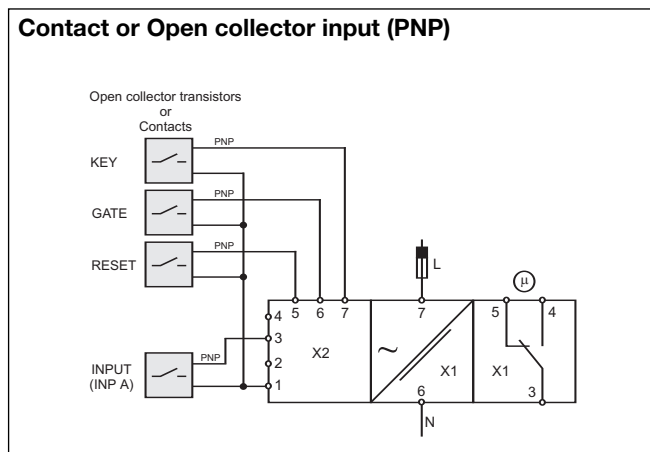 Contact or Open collector input (PNP)
Open collector transistors
or
Contacts
PNP
KEY
PNP
GATE
PNP
RESET
L
µ
5 6 7
7
5 4
4
3
X2
~
X1
X1
2
PNP
INPUT
(INP A)
1
6
3
N